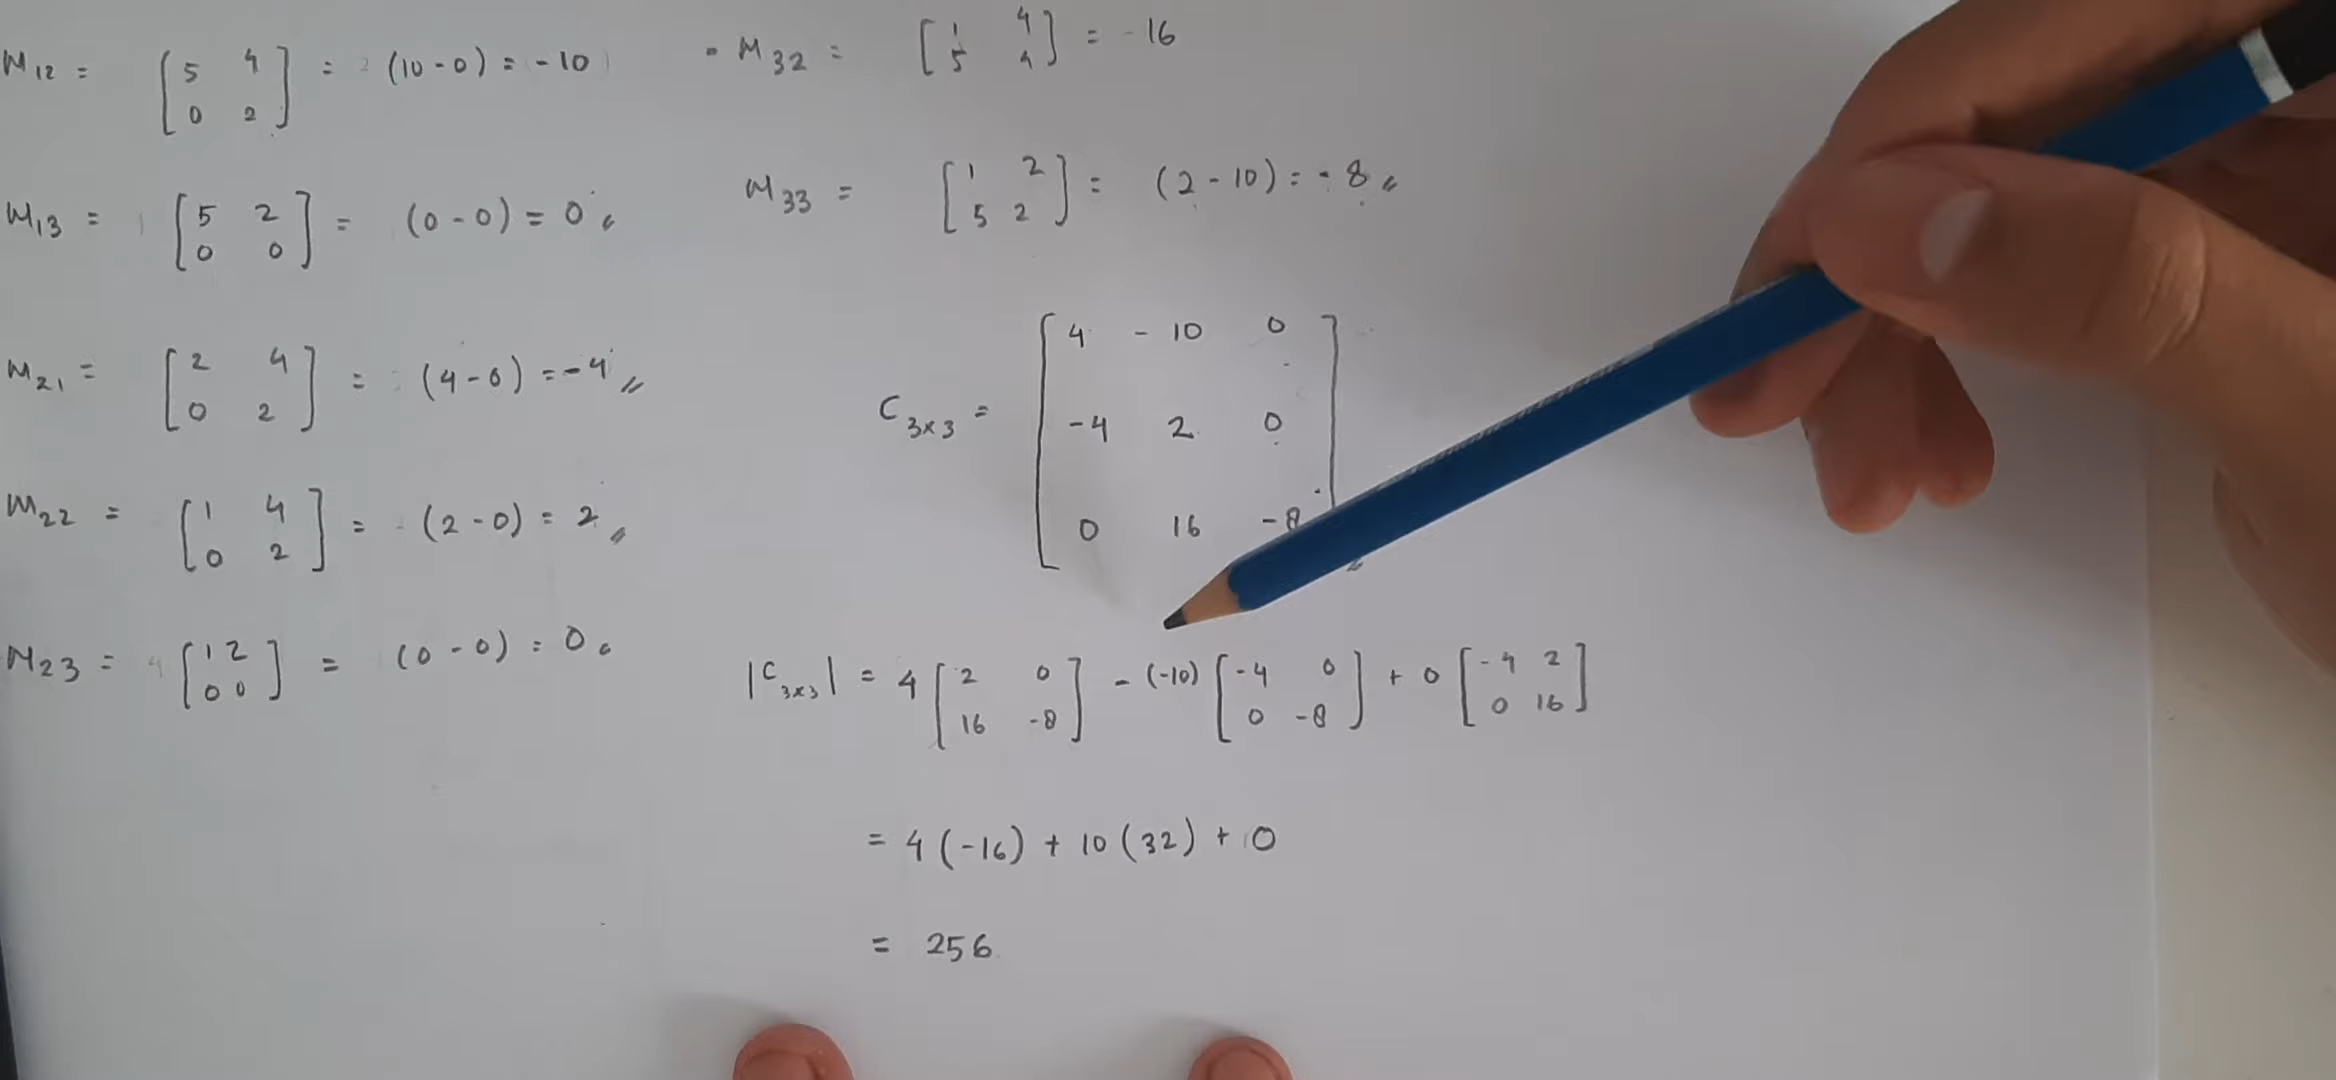 M12 = [ 5 4 = (10-0) = -10
0 2 ]
M13 = [ 5 2 = (0-0) = 0
0 0 ]
M21 = [ 2 4 = (4-0) = -4
0 2 ]
M22 = [ 1 4 = (2-0) = 2
0 2 ]
M23 = [ 1 2 = (0-0) = 0
0 0 ]
M32 = [ 1 4 = -16
5 4 ]
M33 = [ 1 2 = (2-10) = -8
5 2 ]
[ 4 -10 0
C3x3 = -4 2 0
0 16 -8
|C3x3| = 4 [ 2 0 - (-10) [ -4 0 + 0 [ -4 2
16 -8 ] 0 -8 ] 0 16 ]
= 4(-16) + 10(32) + 0
= 256